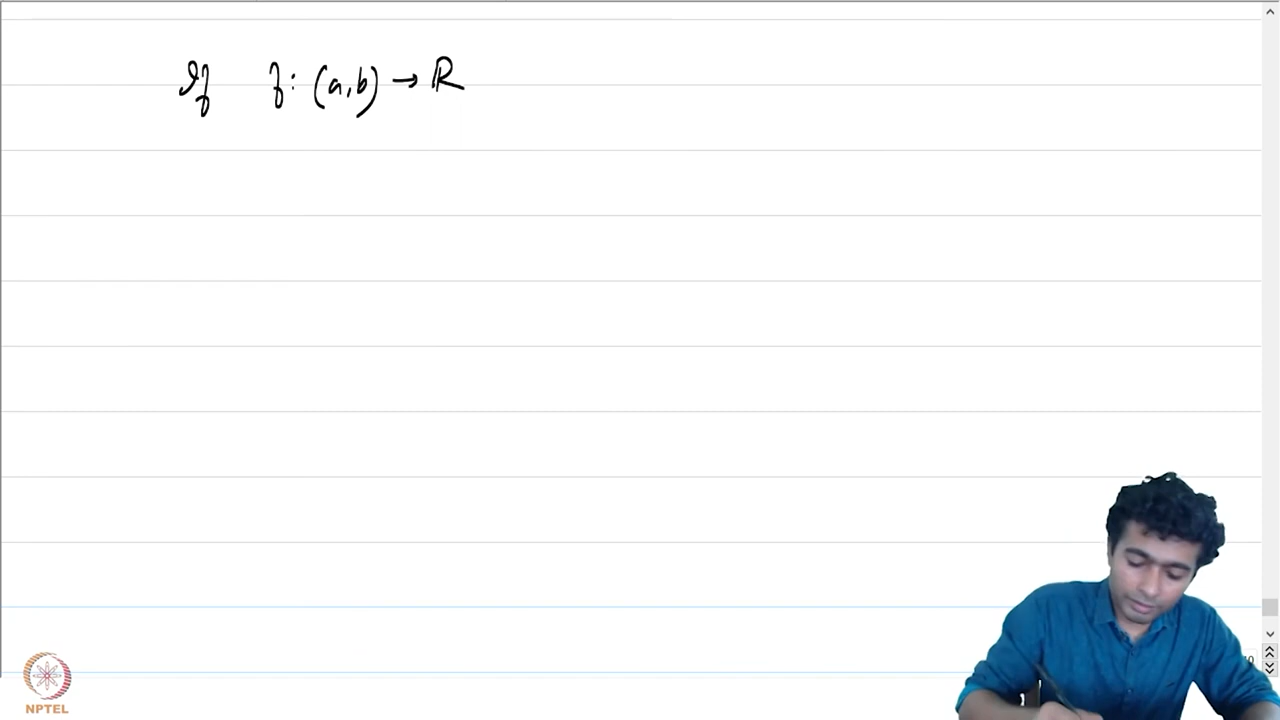 If f: (a,b) → ℝ
NPTEL